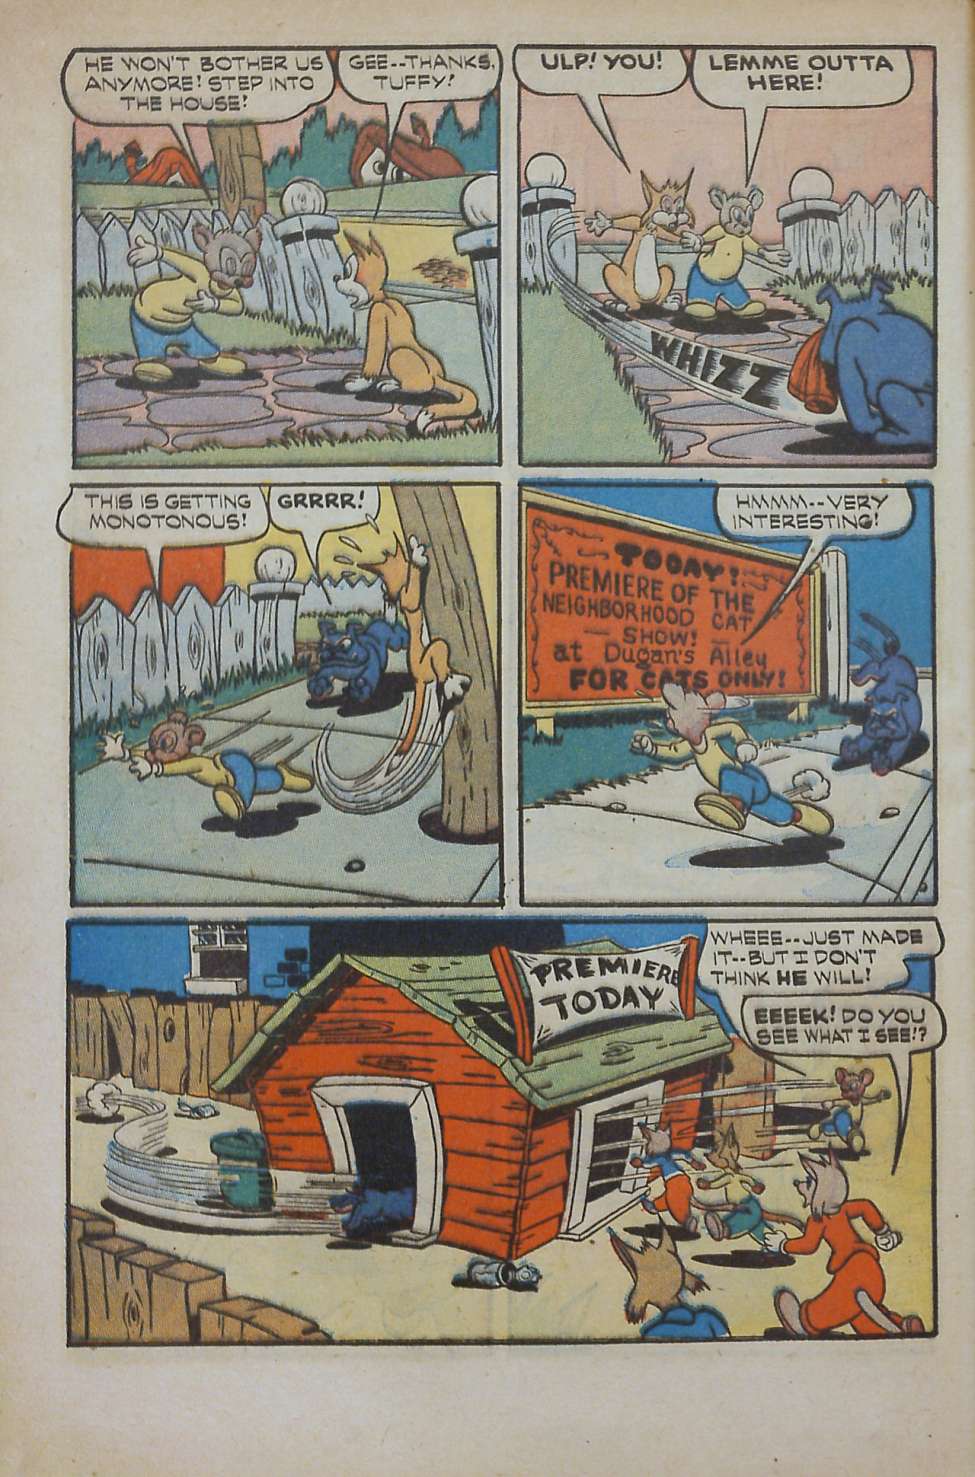 HE WON'T BOTHER US
ANYMORE! STEP INTO
THE HOUSE!
GEE--THANKS,
TUFFY!
ULP! YOU!
LEMME OUTTA
HERE!
WHIZZ
THIS IS GETTING
MONOTONOUS!
GRRRR!
HMMM--VERY
INTERESTING!
TODAY!
PREMIERE OF THE
NEIGHBORHOOD CAT
— SHOW! —
at Dugan's Alley
FOR CATS ONLY!
WHEEE--JUST MADE
IT--BUT I DON'T
THINK HE WILL!
EEEEK! DO YOU
SEE WHAT I SEE!?
PREMIERE
TODAY